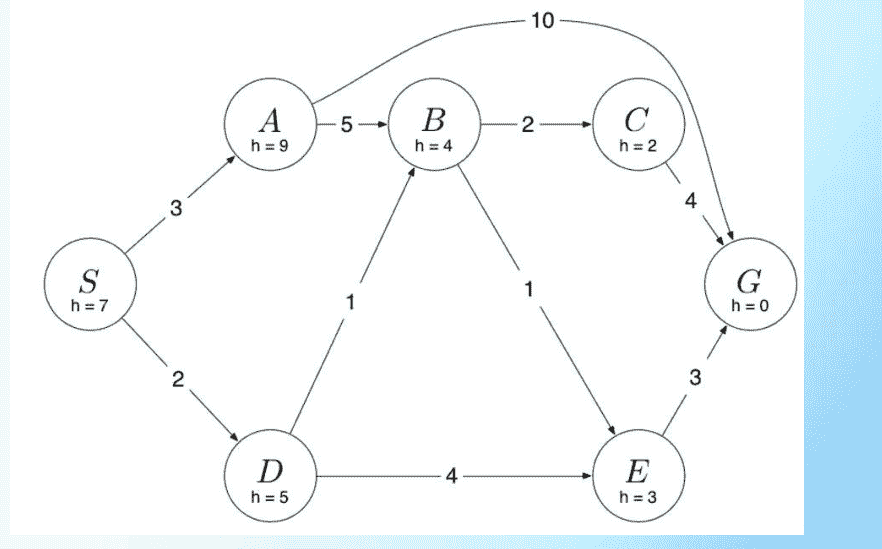 10
A
h = 9
5
B
h = 4
2
C
h = 2
3
4
S
h = 7
1
1
G
h = 0
2
3
D
h = 5
4
E
h = 3